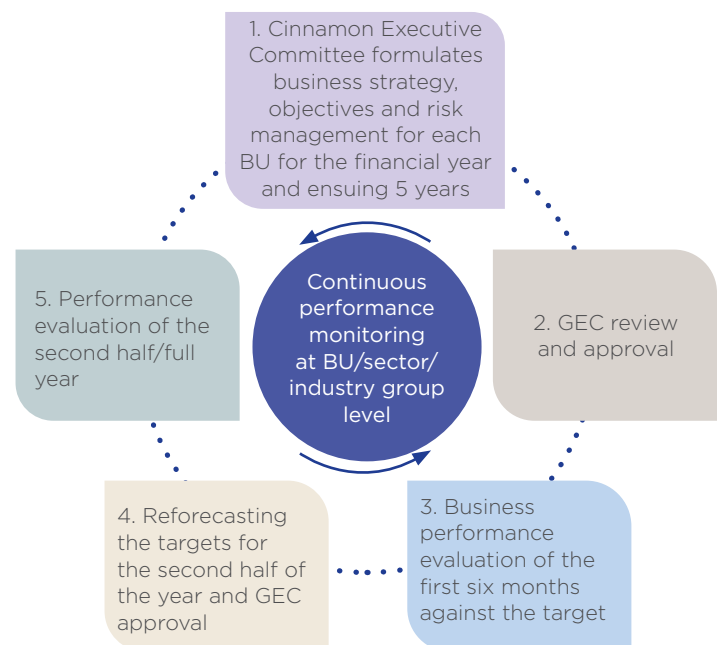 1. Cinnamon Executive
Committee formulates
business strategy,
objectives and risk
management for each
BU for the financial year
and ensuing 5 years
2. GEC review
and approval
3. Business
performance
evaluation of the
first six months
against the target
4. Reforecasting
the targets for
the second half of
the year and GEC
approval
5. Performance
evaluation of the
second half/full
year
Continuous
performance
monitoring
at BU/sector/
industry group
level